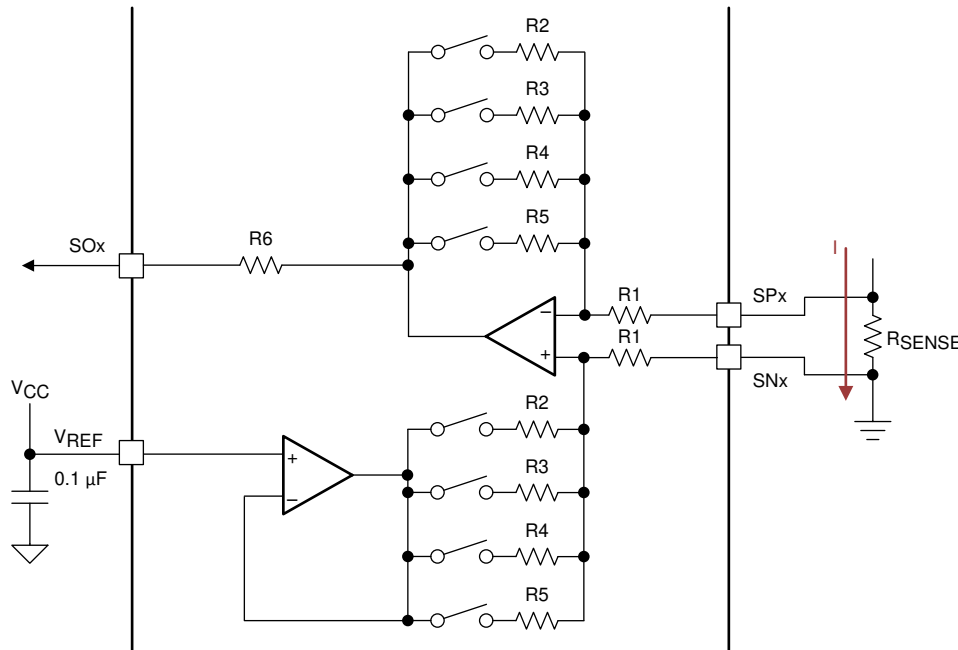 R2
R3
R4
R5
SOx
R6
I
SPx
R1
−
R1
+
SNx
RSENSE
VCC
VREF
0.1 µF
+
−
R2
R3
R4
R5